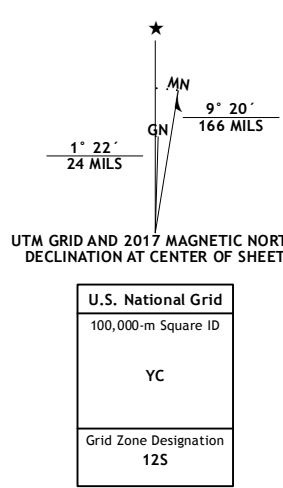 ★
MN
GN
9° 20´
166 MILS
1° 22´
24 MILS
UTM GRID AND 2017 MAGNETIC NORT
DECLINATION AT CENTER OF SHEET
U.S. National Grid
100,000-m Square ID
YC
Grid Zone Designation
12S